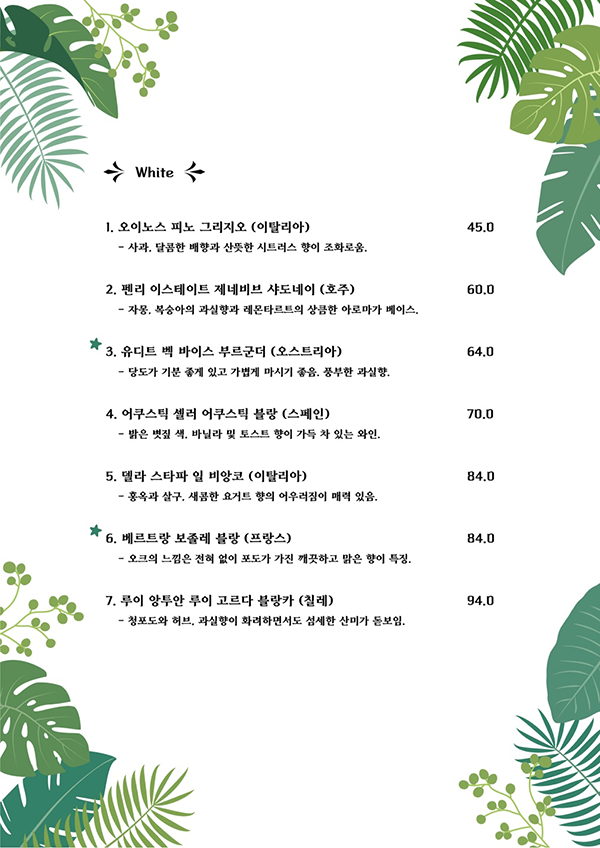 White
1. 오이노스 피노 그리지오 (이탈리아) 45.0
- 사과, 달콤한 배향과 산뜻한 시트러스 향이 조화로움.
2. 펜리 이스테이트 제네비브 샤도네이 (호주) 60.0
- 자몽, 복숭아의 과실향과 레몬타르트의 상큼한 아로마가 베이스.
3. 유디트 벡 바이스 부르군더 (오스트리아) 64.0
- 당도가 기분 좋게 있고 가볍게 마시기 좋음. 풍부한 과실향.
4. 어쿠스틱 셀러 어쿠스틱 블랑 (스페인) 70.0
- 밝은 볏짚 색, 바닐라 및 토스트 향이 가득 차 있는 와인.
5. 델라 스타파 일 비앙코 (이탈리아) 84.0
- 홍옥과 살구, 새콤한 요거트 향의 어우러짐이 매력 있음.
6. 베르트랑 보졸레 블랑 (프랑스) 84.0
- 오크의 느낌은 전혀 없이 포도가 가진 깨끗하고 맑은 향이 특징.
7. 루이 앙투안 루이 고르다 블랑카 (칠레) 94.0
- 청포도와 허브, 과실향이 화려하면서도 섬세한 산미가 돋보임.